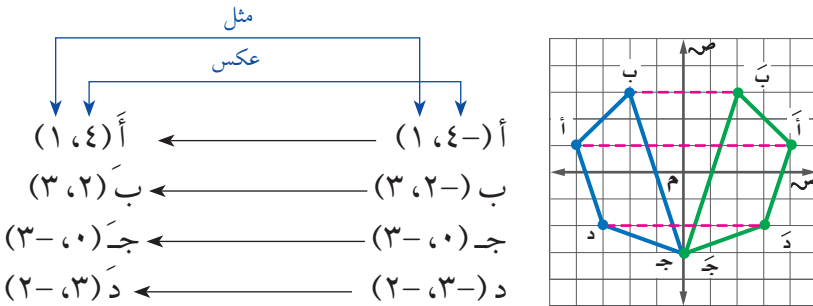 مثل
عكس
أ (-٤، ١) أَ (٤، ١)
ب (-٢، ٣) بَ (٢، ٣)
جـ (٠، -٣) جـَ (٠، -٣)
د (-٣، -٢) دَ (٣، -٢)
ص
ب بَ
أ أَ
م س
د دَ
جـ جـَ